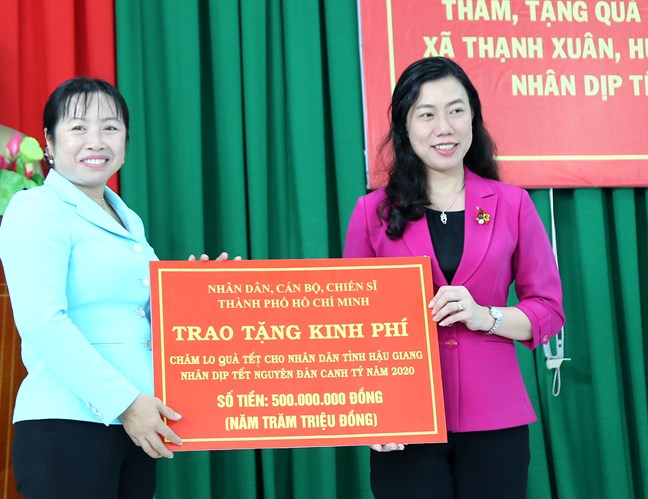 THĂM, TẶNG QUÀ
XÃ THẠNH XUÂN,
NHÂN DỊP
NHÂN DÂN, CÁN BỘ, CHIẾN SĨ
THÀNH PHỐ HỒ CHÍ MINH
TRAO TẶNG KINH PHÍ
CHĂM LO QUÀ TẾT CHO NHÂN DÂN TỈNH HẬU GIANG
NHÂN DỊP TẾT NGUYÊN ĐÁN CANH TÝ NĂM 2020
SỐ TIỀN: 500.000.000 ĐỒNG
(NĂM TRĂM TRIỆU ĐỒNG)